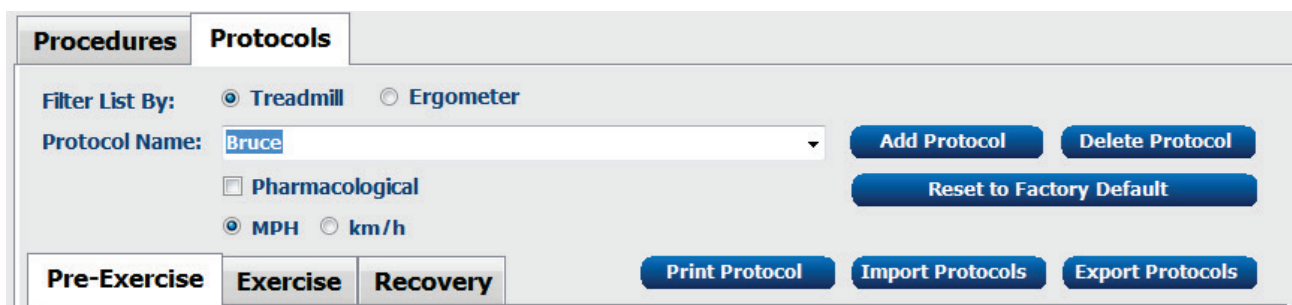 Procedures Protocols
Filter List By: Treadmill Ergometer
Protocol Name: Bruce Add Protocol Delete Protocol
Pharmacological Reset to Factory Default
MPH km/h
Pre-Exercise Exercise Recovery Print Protocol Import Protocols Export Protocols